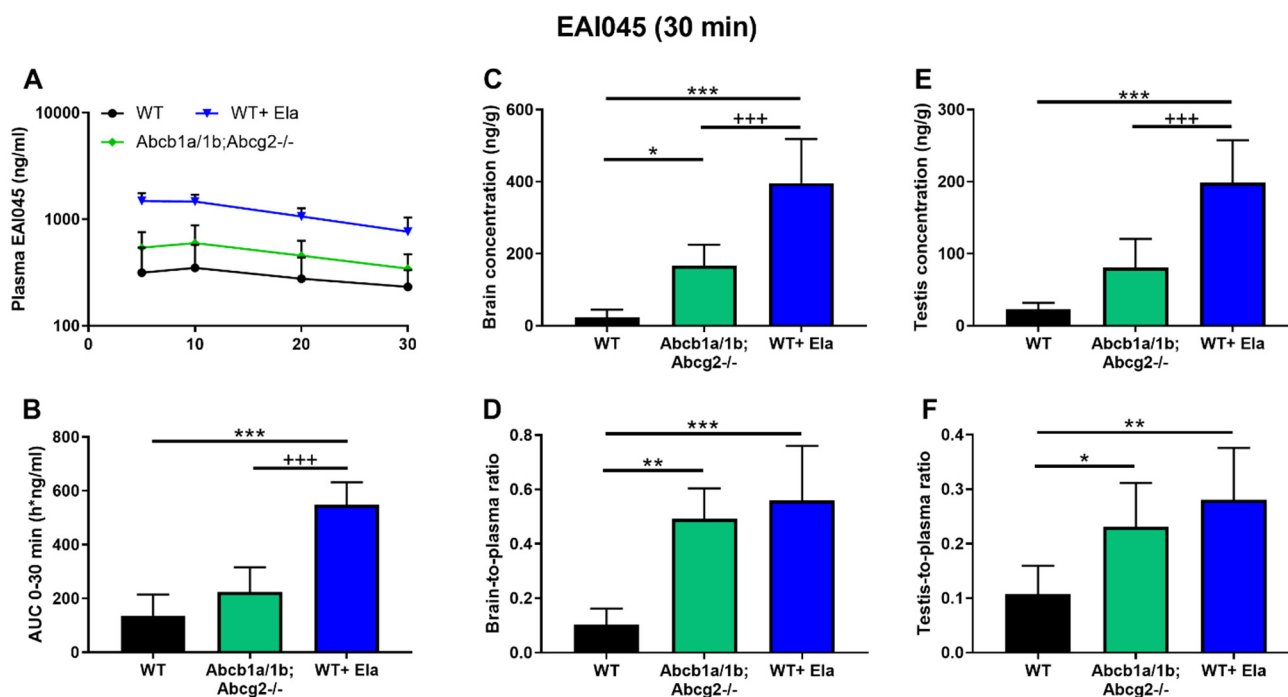 EAI045 (30 min)
A
WT
WT+ Ela
Abcb1a/1b;Abcg2-/-
Plasma EAI045 (ng/ml)
10000
1000
100
0
10
20
30
B
AUC 0-30 min (h*ng/ml)
800
600
400
200
0
***
+++
WT
Abcb1a/1b;
Abcg2-/-
WT+ Ela
C
Brain concentration (ng/g)
600
400
200
0
***
+++
*
WT
Abcb1a/1b;
Abcg2-/-
WT+ Ela
D
Brain-to-plasma ratio
0.8
0.6
0.4
0.2
0.0
***
**
WT
Abcb1a/1b;
Abcg2-/-
WT+ Ela
E
Testis concentration (ng/g)
300
200
100
0
***
+++
WT
Abcb1a/1b;
Abcg2-/-
WT+ Ela
F
Testis-to-plasma ratio
0.4
0.3
0.2
0.1
0.0
**
*
WT
Abcb1a/1b;
Abcg2-/-
WT+ Ela